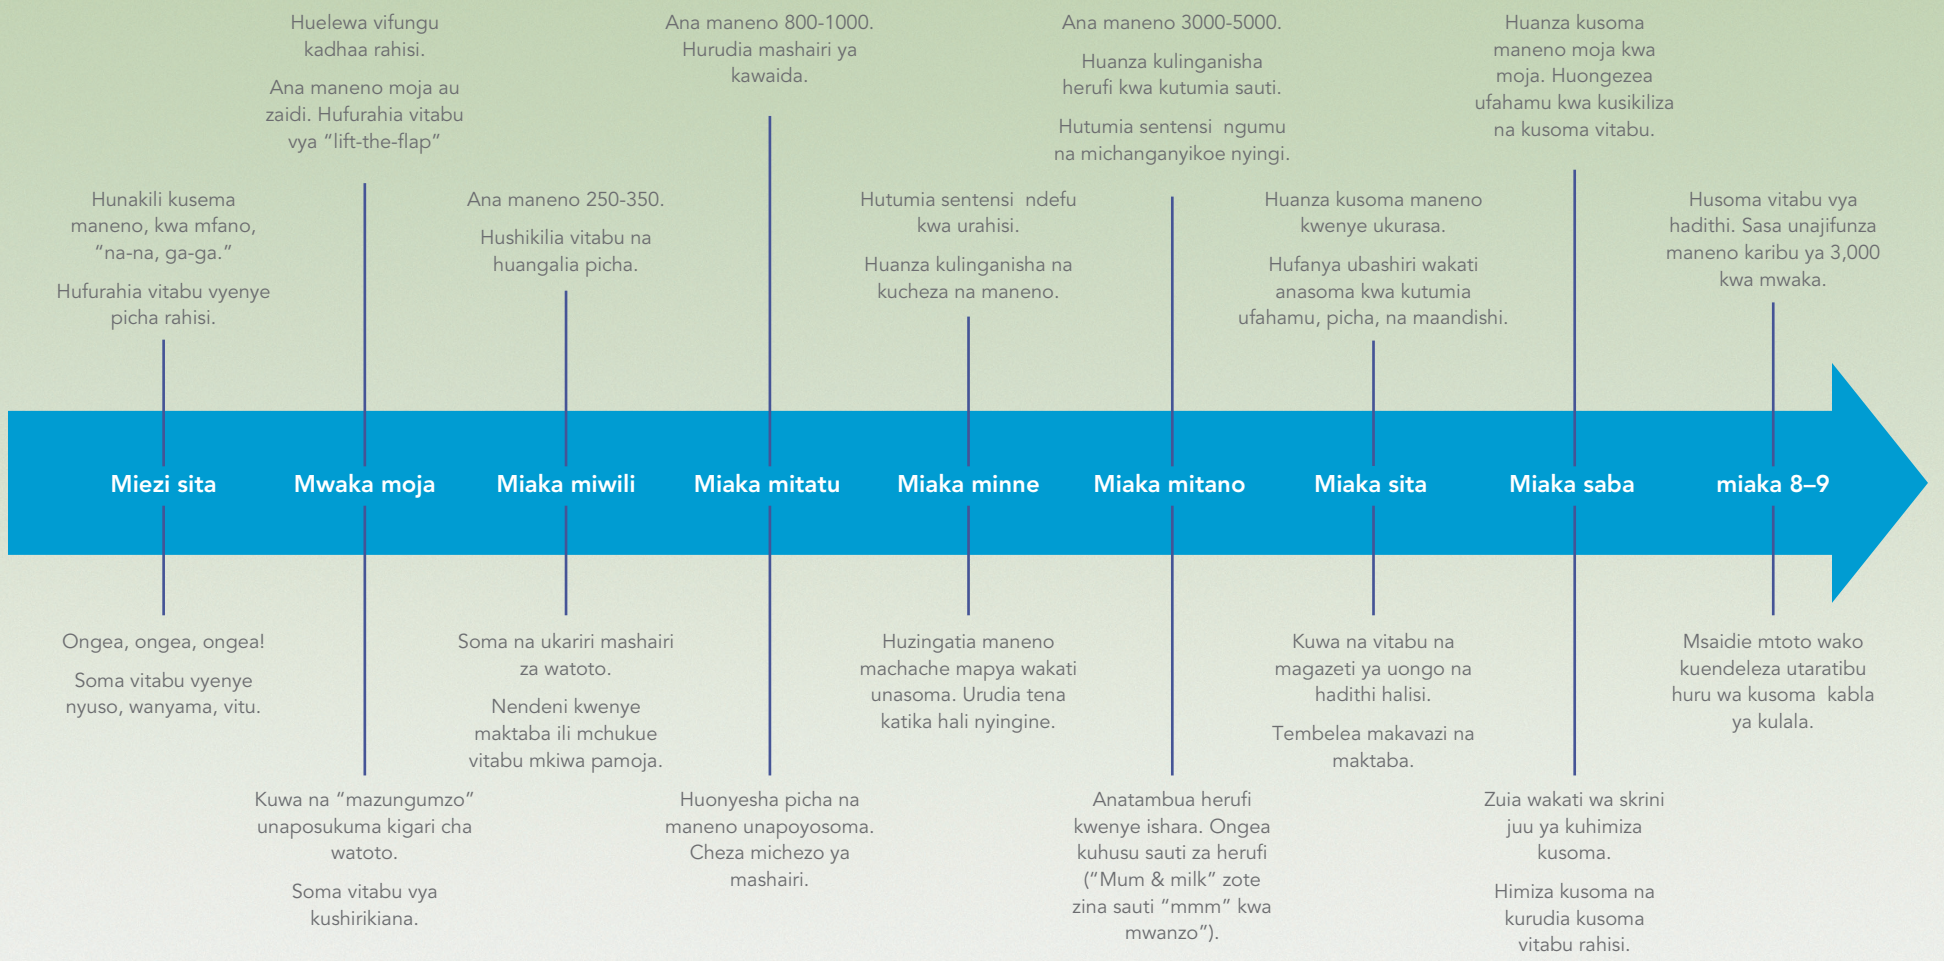 Hunakili kusema
maneno, kwa mfano,
“na-na, ga-ga.”
Hufurahia vitabu vyenye
picha rahisi.
Huelewa vifungu
kadhaa rahisi.
Ana maneno moja au
zaidi. Hufurahia vitabu
vya “lift-the-flap”
Ana maneno 250-350.
Hushikilia vitabu na
huangalia picha.
Ana maneno 800-1000.
Hurudia mashairi ya
kawaida.
Hutumia sentensi ndefu
kwa urahisi.
Huanza kulinganisha na
kucheza na maneno.
Ana maneno 3000-5000.
Huanza kulinganisha
herufi kwa kutumia sauti.
Hutumia sentensi ngumu
na michanganyikoe nyingi.
Huanza kusoma maneno
kwenye ukurasa.
Hufanya ubashiri wakati
anasoma kwa kutumia
ufahamu, picha, na maandishi.
Huanza kusoma
maneno moja kwa
moja. Huongezea
ufahamu kwa kusikiliza
na kusoma vitabu.
Husoma vitabu vya
hadithi. Sasa unajifunza
maneno karibu ya 3,000
kwa mwaka.
Miezi sita
Mwaka moja
Miaka miwili
Miaka mitatu
Miaka minne
Miaka mitano
Miaka sita
Miaka saba
miaka 8–9
Ongea, ongea, ongea!
Soma vitabu vyenye
nyuso, wanyama, vitu.
Kuwa na “mazungumzo”
unaposukuma kigari cha
watoto.
Soma vitabu vya
kushirikiana.
Soma na ukariri mashairi
za watoto.
Nendeni kwenye
maktaba ili mchukue
vitabu mkiwa pamoja.
Huonyesha picha na
maneno unapoyosoma.
Cheza michezo ya
mashairi.
Huzingatia maneno
machache mapya wakati
unasoma. Urudia tena
katika hali nyingine.
Anatambua herufi
kwenye ishara. Ongea
kuhusu sauti za herufi
(“Mum & milk” zote
zina sauti “mmm” kwa
mwanzo”).
Kuwa na vitabu na
magazeti ya uongo na
hadithi halisi.
Tembelea makavazi na
maktaba.
Zuia wakati wa skrini
juu ya kuhimiza
kusoma.
Himiza kusoma na
kurudia kusoma
vitabu rahisi.
Msaidie mtoto wako
kuendeleza utaratibu
huru wa kusoma kabla
ya kulala.